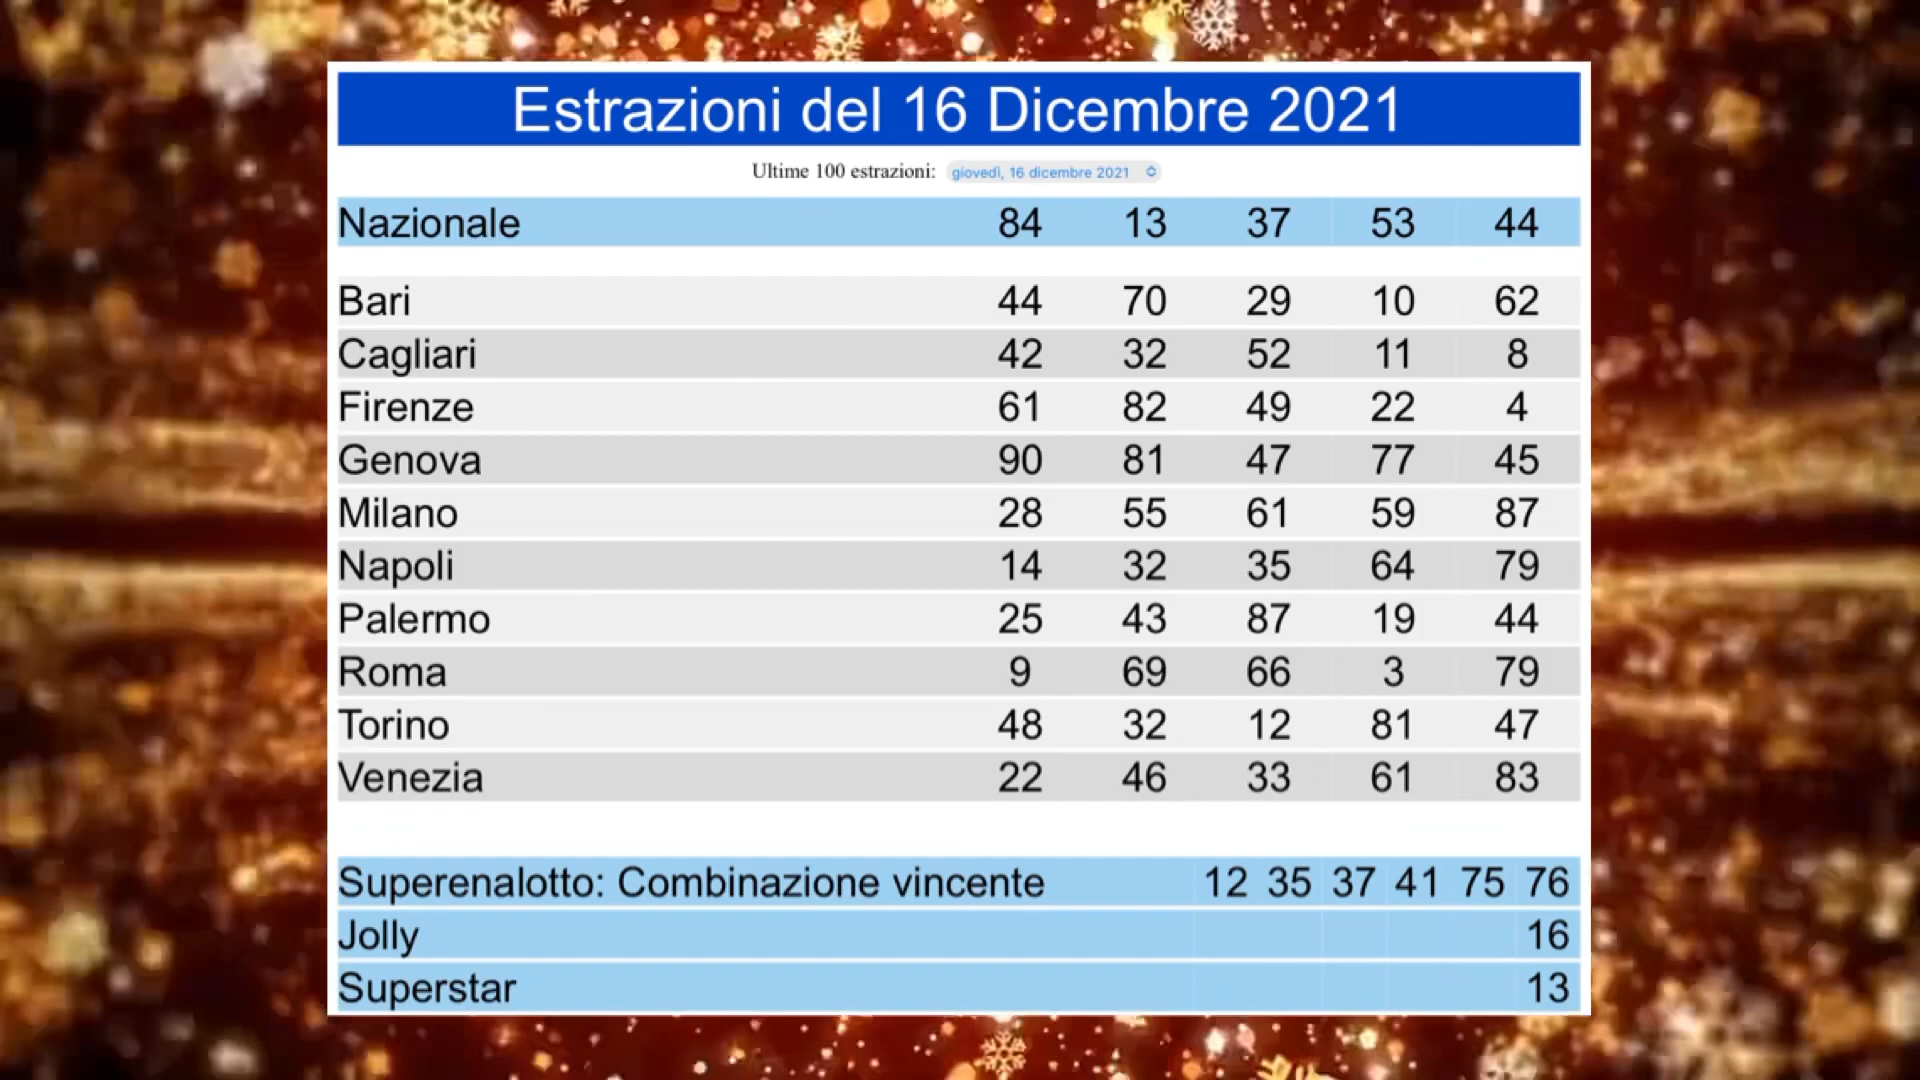 Estrazioni del 16 Dicembre 2021
Ultime 100 estrazioni: giovedì, 16 dicembre 2021
Nazionale 84 13 37 53 44
Bari 44 70 29 10 62
Cagliari 42 32 52 11 8
Firenze 61 82 49 22 4
Genova 90 81 47 77 45
Milano 28 55 61 59 87
Napoli 14 32 35 64 79
Palermo 25 43 87 19 44
Roma 9 69 66 3 79
Torino 48 32 12 81 47
Venezia 22 46 33 61 83
Superenalotto: Combinazione vincente 12 35 37 41 75 76
Jolly 16
Superstar 13